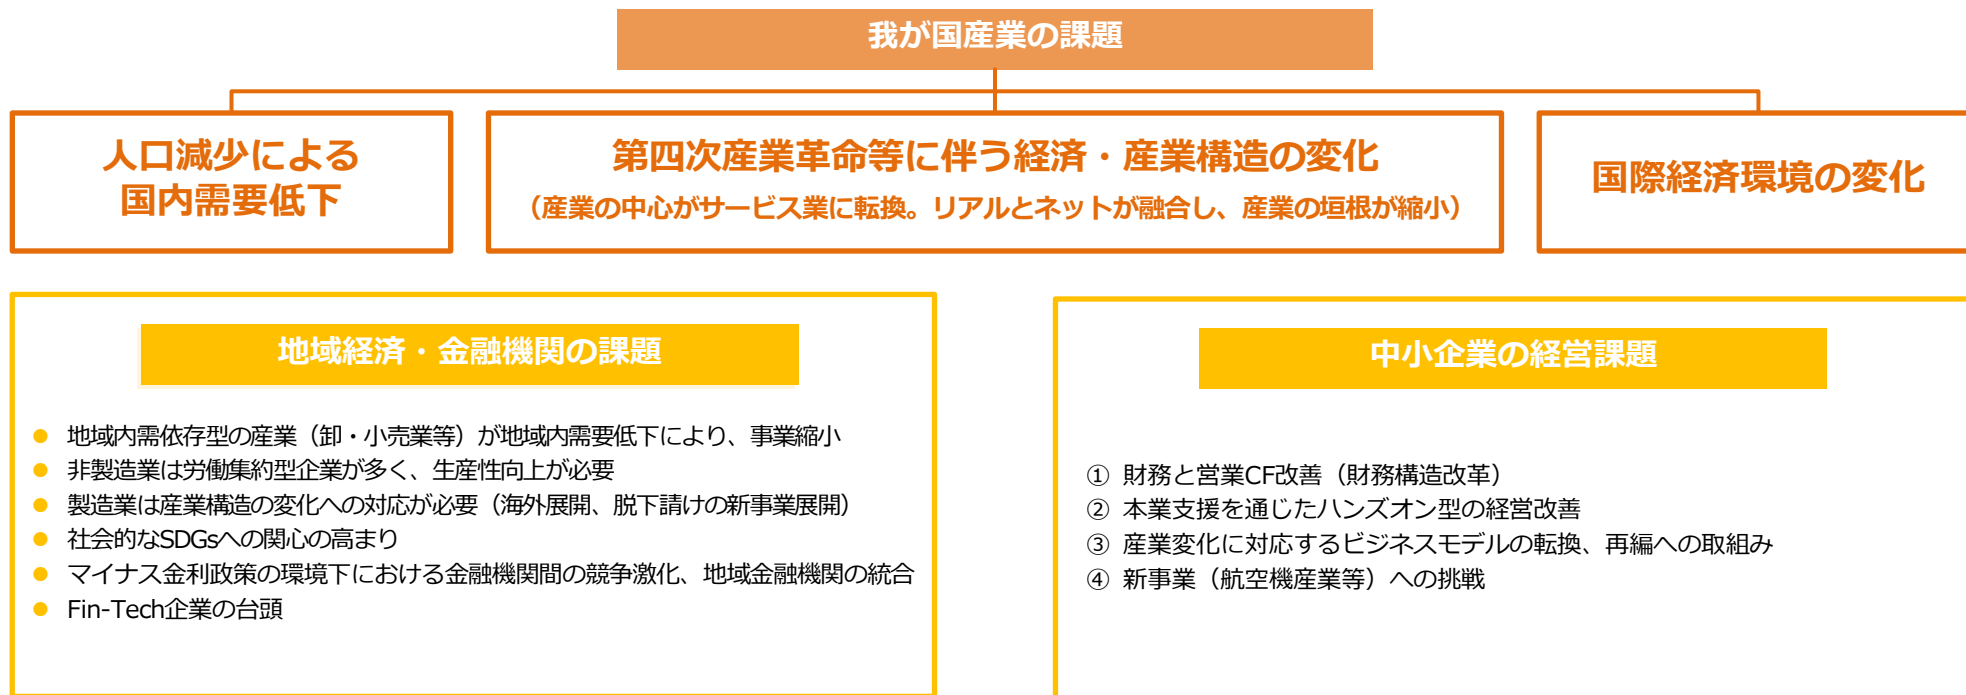 我が国産業の課題
人口減少による
国内需要低下
第四次産業革命等に伴う経済・産業構造の変化
（産業の中心がサービス業に転換。リアルとネットが融合し、産業の垣根が縮小）
国際経済環境の変化
地域経済・金融機関の課題
● 地域内需依存型の産業（卸・小売業等）が地域内需要低下により、事業縮小
● 非製造業は労働集約型企業が多く、生産性向上が必要
● 製造業は産業構造の変化への対応が必要（海外展開、脱下請けの新事業展開）
● 社会的なSDGsへの関心の高まり
● マイナス金利政策の環境下における金融機関間の競争激化、地域金融機関の統合
● Fin-Tech企業の台頭
中小企業の経営課題
① 財務と営業CF改善（財務構造改革）
② 本業支援を通じたハンズオン型の経営改善
③ 産業変化に対応するビジネスモデルの転換、再編への取組み
④ 新事業（航空機産業等）への挑戦